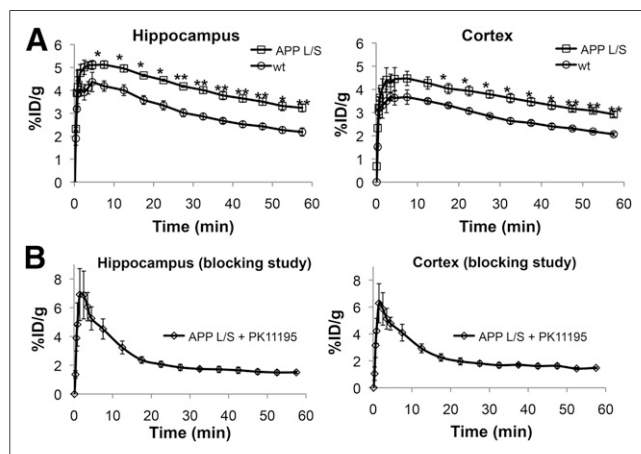 A
Hippocampus
APP L/S
wt
%ID/g
6
5
4
3
2
1
0
* * * * * ** ** ** ** ** * **
0 10 20 30 40 50 60
Time (min)
Cortex
APP L/S
wt
%ID/g
6
5
4
3
2
1
0
* * * * * * ** ** **
0 10 20 30 40 50 60
Time (min)
B
Hippocampus (blocking study)
APP L/S + PK11195
%ID/g
8
6
4
2
0
0 10 20 30 40 50 60
Time (min)
Cortex (blocking study)
APP L/S + PK11195
%ID/g
8
6
4
2
0
0 10 20 30 40 50 60
Time (min)